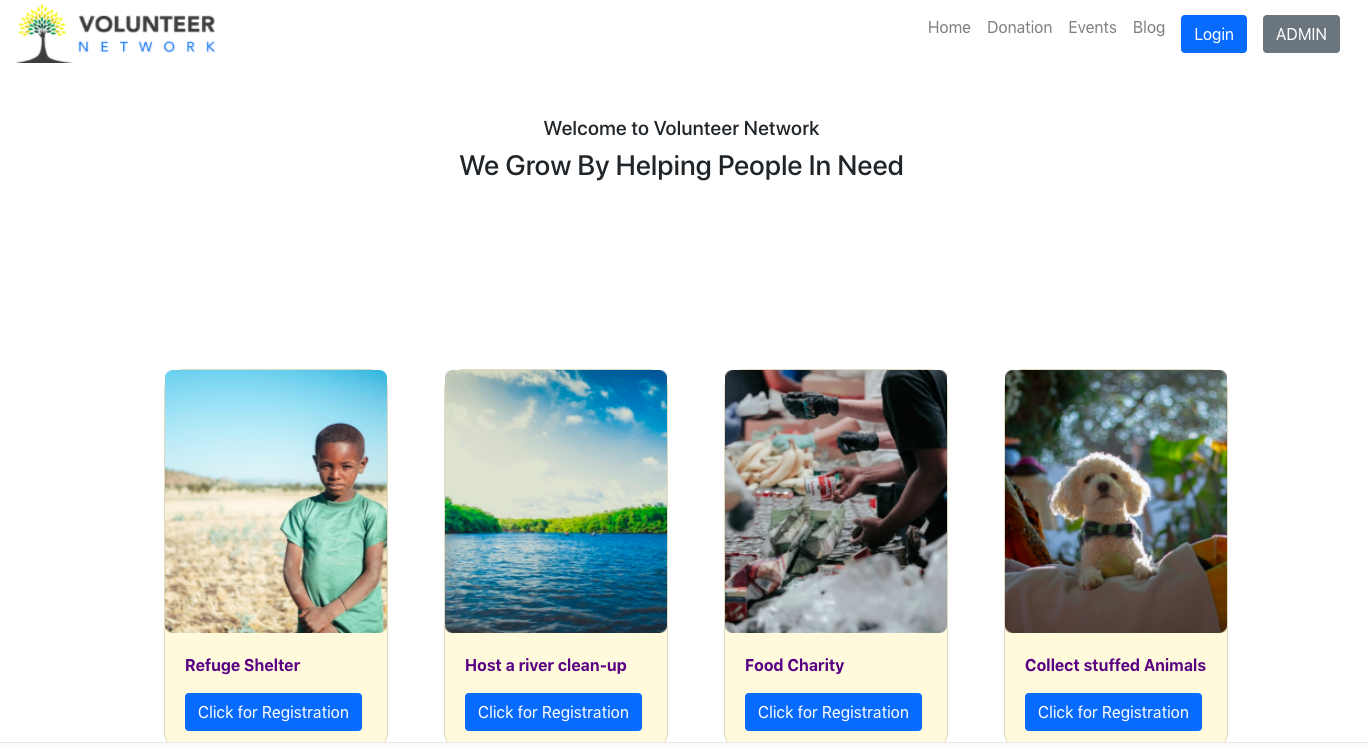 VOLUNTEER
NETWORK
Home Donation Events Blog Login ADMIN
Welcome to Volunteer Network
We Grow By Helping People In Need
Refuge Shelter
Click for Registration
Host a river clean-up
Click for Registration
Food Charity
Click for Registration
Collect stuffed Animals
Click for Registration